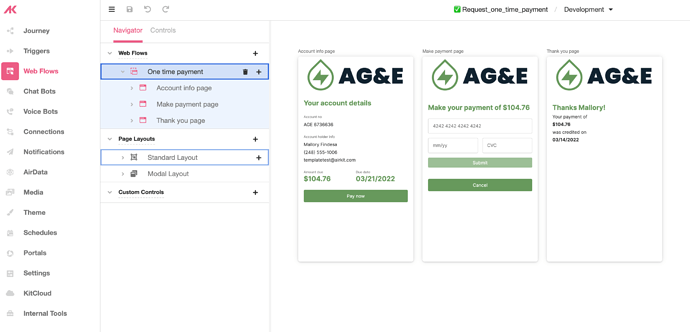 ✅ Request_one_time_payment / Development
Journey
Triggers
Web Flows
Chat Bots
Voice Bots
Connections
Notifications
AirData
Media
Theme
Schedules
Portals
Settings
KitCloud
Internal Tools
Navigator Controls
Web Flows
One time payment
Account info page
Make payment page
Thank you page
Page Layouts
Standard Layout
Modal Layout
Custom Controls
Account info page
AG&E
Your account details
Account no
ACE 8736636
Account holder info
Mallory Findesa
(248) 555-1006
templatetest@airkit.com
Amount due Due date
$104.76 03/21/2022
Pay now
Make payment page
AG&E
Make your payment of $104.76
4242 4242 4242 4242
mm/yy CVC
Submit
Cancel
Thank you page
AG&E
Thanks Mallory!
Your payment of
$104.76
was credited on
03/14/2022